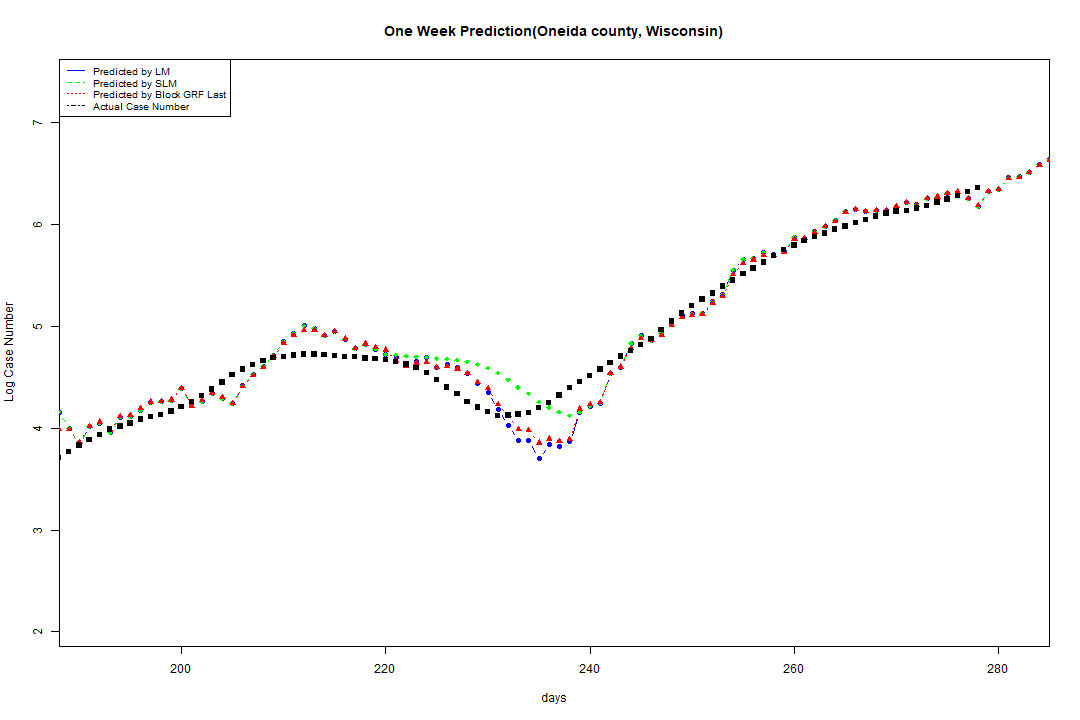 One Week Prediction(Oneida county, Wisconsin)
Predicted by LM
Predicted by SLM
Predicted by Block GRF Last
Actual Case Number
7
6
5
4
3
2
Log Case Number
200 220 240 260 280
days